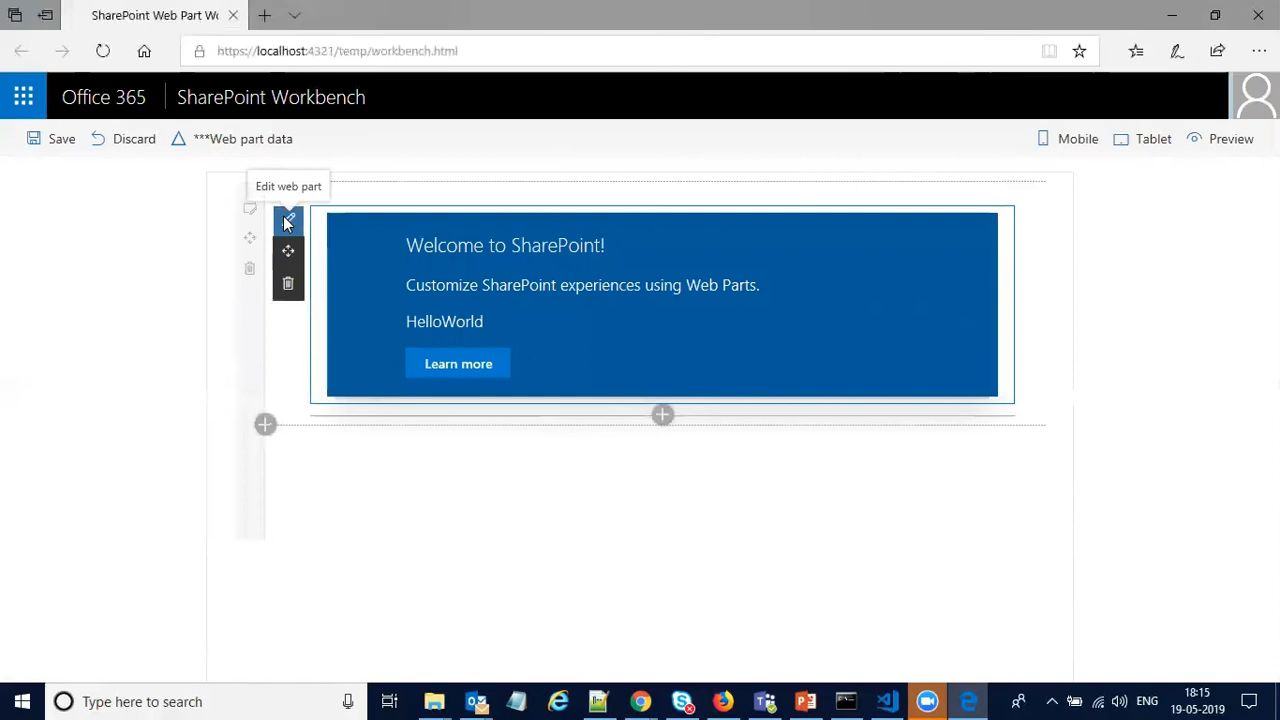 SharePoint Web Part Wo
https://localhost:4321/temp/workbench.html
Office 365
SharePoint Workbench
Save
Discard
***Web part data
Mobile
Tablet
Preview
Edit web part
Welcome to SharePoint!
Customize SharePoint experiences using Web Parts.
HelloWorld
Learn more
Type here to search
ENG
18:15
19-05-2019